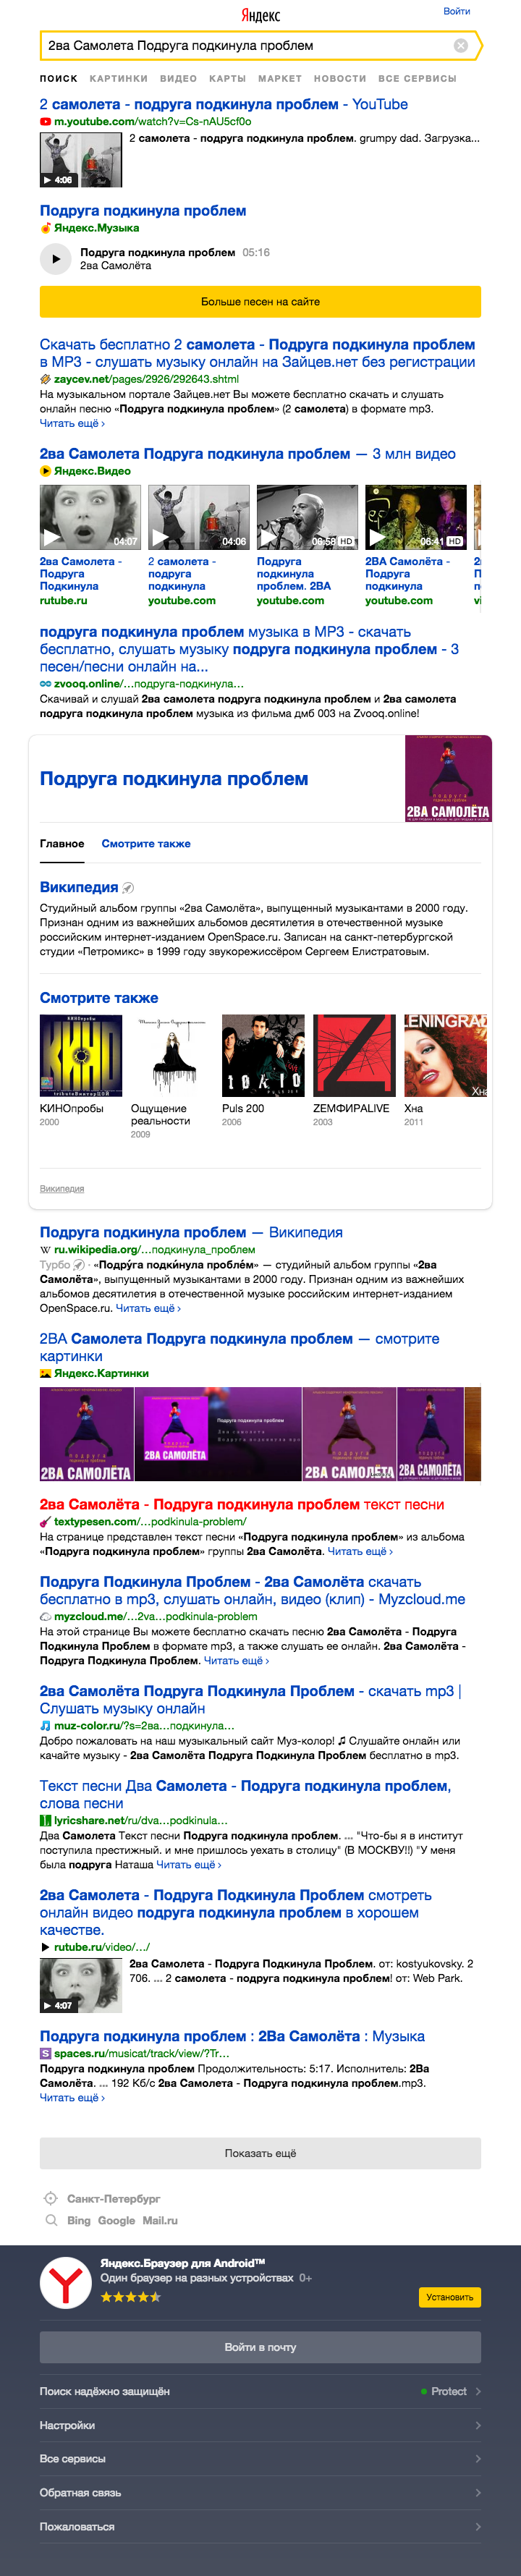 Яндекс
Войти
2ва Самолета Подруга подкинула проблем
ПОИСК КАРТИНКИ ВИДЕО КАРТЫ МАРКЕТ НОВОСТИ ВСЕ СЕРВИСЫ
2 самолета - подруга подкинула проблем - YouTube
m.youtube.com/watch?v=Cs-nAU5cf0o
2 самолета - подруга подкинула проблем. grumpy dad. Загрузка...
4:06
Подруга подкинула проблем
Яндекс.Музыка
Подруга подкинула проблем 05:16
2ва Самолёта
Больше песен на сайте
Скачать бесплатно 2 самолета - Подруга подкинула проблем
в MP3 - слушать музыку онлайн на Зайцев.нет без регистрации
zaycev.net/pages/2926/292643.shtml
На музыкальном портале Зайцев.нет Вы можете бесплатно скачать и слушать
онлайн песню «Подруга подкинула проблем» (2 самолета) в формате mp3.
Читать ещё ›
2ва Самолета Подруга подкинула проблем — 3 млн видео
Яндекс.Видео
04:07 04:06 06:58 HD 06:41 HD
2ва Самолета -
Подруга
Подкинула
rutube.ru
2 самолета -
подруга
подкинула
youtube.com
Подруга
подкинула
проблем. 2ВА
youtube.com
2ВА Самолёта -
Подруга
подкинула
youtube.com
подруга подкинула проблем музыка в MP3 - скачать
бесплатно, слушать музыку подруга подкинула проблем - 3
песен/песни онлайн на...
zvooq.online/…подруга-подкинула…
Скачивай и слушай 2ва самолета подруга подкинула проблем и 2ва самолета
подруга подкинула проблем музыка из фильма дмб 003 на Zvooq.online!
Подруга подкинула проблем
2ВА САМОЛЁТА
Главное Смотрите также
Википедия
Студийный альбом группы «2ва Самолёта», выпущенный музыкантами в 2000 году.
Признан одним из важнейших альбомов десятилетия в отечественной музыке
российским интернет-изданием OpenSpace.ru. Записан на санкт-петербургской
студии «Петромикс» в 1999 году звукорежиссёром Сергеем Елистратовым.
Смотрите также
КИНО
TOKIO
Z
ЛЕНИНГРАД
Хна
КИНОпробы
2000
Ощущение
реальности
2009
Puls 200
2006
ZEMФИРАLIVE
2003
Хна
2011
Википедия
Подруга подкинула проблем — Википедия
ru.wikipedia.org/…подкинула_проблем
Турбо · «Подру́га подки́нула пробле́м» — студийный альбом группы «2ва
Самолёта», выпущенный музыкантами в 2000 году. Признан одним из важнейших
альбомов десятилетия в отечественной музыке российским интернет-изданием
OpenSpace.ru. Читать ещё ›
2ВА Самолета Подруга подкинула проблем — смотрите
картинки
Яндекс.Картинки
2ВА САМОЛЁТА
2ВА САМОЛЁТА
Подруга подкинула проблем
2ВА САМОЛЁТА
2ВА САМОЛЁТА
2ва Самолёта - Подруга подкинула проблем текст песни
textypesen.com/…podkinula-problem/
На странице представлен текст песни «Подруга подкинула проблем» из альбома
«Подруга подкинула проблем» группы 2ва Самолёта. Читать ещё ›
Подруга Подкинула Проблем - 2ва Самолёта скачать
бесплатно в mp3, слушать онлайн, видео (клип) - Myzcloud.me
myzcloud.me/…2va…podkinula-problem
На этой странице Вы можете бесплатно скачать песню 2ва Самолёта - Подруга
Подкинула Проблем в формате mp3, а также слушать ее онлайн. 2ва Самолёта -
Подруга Подкинула Проблем. Читать ещё ›
2ва Самолёта Подруга Подкинула Проблем - скачать mp3 |
Слушать музыку онлайн
muz-color.ru/?s=2ва…подкинула…
Добро пожаловать на наш музыкальный сайт Муз-колор! ♫ Слушайте онлайн или
качайте музыку - 2ва Самолёта Подруга Подкинула Проблем бесплатно в mp3.
Текст песни Два Самолета - Подруга подкинула проблем,
слова песни
lyricshare.net/ru/dva…podkinula…
Два Самолета Текст песни Подруга подкинула проблем. ... "Что-бы я в институт
поступила престижный. и мне пришлось уехать в столицу" (В МОСКВУ!!) "У меня
была подруга Наташа Читать ещё ›
2ва Самолета - Подруга Подкинула Проблем смотреть
онлайн видео подруга подкинула проблем в хорошем
качестве.
rutube.ru/video/…/
2ва Самолета - Подруга Подкинула Проблем. от: kostyukovsky. 2
706. ... 2 самолета - подруга подкинула проблем! от: Web Park.
4:07
Подруга подкинула проблем : 2Ва Самолёта : Музыка
spaces.ru/musicat/track/view/?Tr…
Подруга подкинула проблем Продолжительность: 5:17. Исполнитель: 2Ва
Самолёта. ... 192 Кб/с 2ва Самолета - Подруга подкинула проблем.mp3.
Читать ещё ›
Показать ещё
Санкт-Петербург
Bing Google Mail.ru
Яндекс.Браузер для Android™
Один браузер на разных устройствах 0+
Установить
Войти в почту
Поиск надёжно защищён Protect
Настройки
Все сервисы
Обратная связь
Пожаловаться